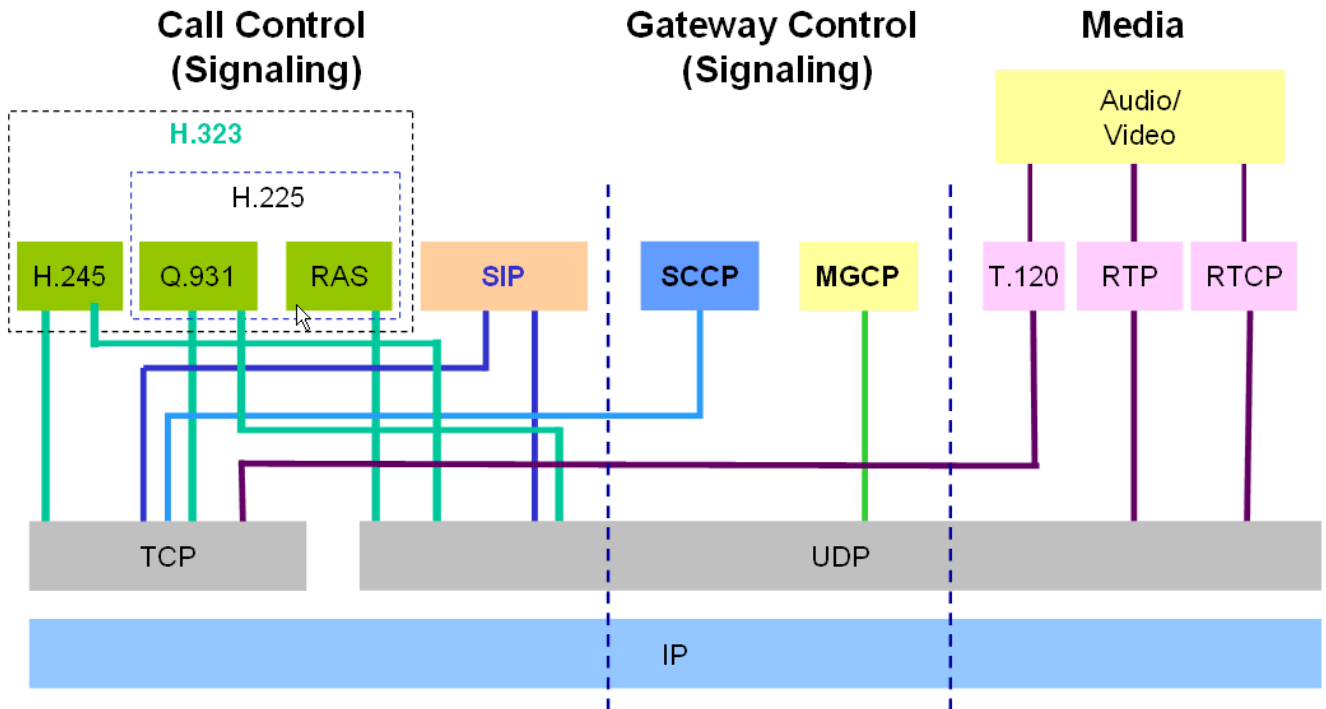 Call Control
(Signaling)
Gateway Control
(Signaling)
Media
Audio/
Video
H.323
H.225
H.245
Q.931
RAS
SIP
SCCP
MGCP
T.120
RTP
RTCP
TCP
UDP
IP